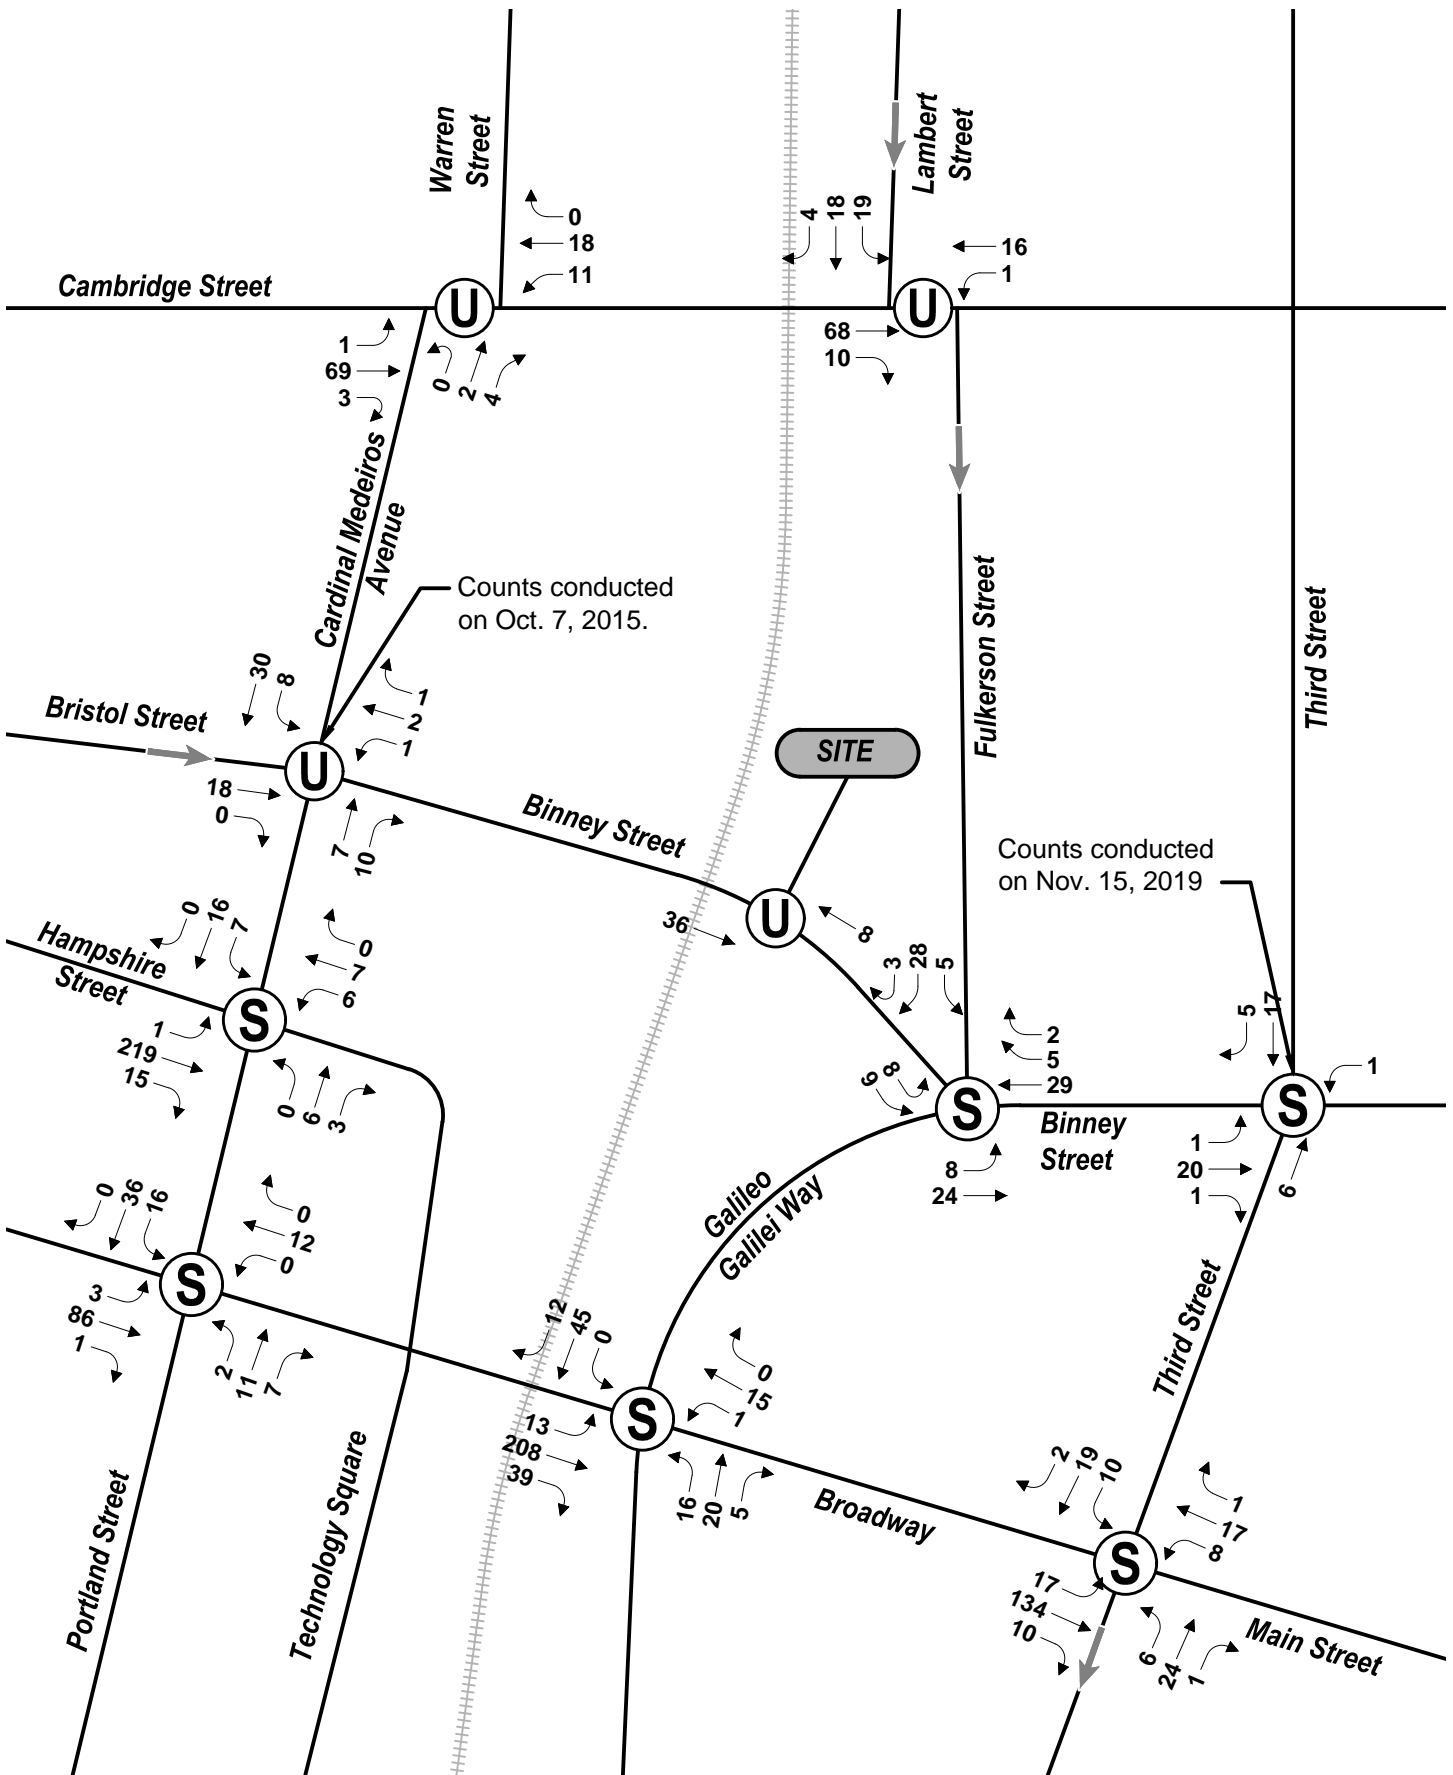 Warren
Street
Lambert
Street
0
18
11
4
18
19
16
1
Cambridge Street
U
U
1
69
3
0
2
4
68
10
Cardinal Medeiros
Avenue
Counts conducted
on Oct. 7, 2015.
Fulkerson Street
Third Street
30
8
1
2
1
Bristol Street
U
18
0
7
10
Binney Street
SITE
Counts conducted
on Nov. 15, 2019
U
36
8
0
16
7
0
7
6
Hampshire
Street
S
1
219
15
0
6
3
3
28
5
2
5
29
8
S
8
24
Binney
Street
5
17
1
S
1
20
1
Galileo
Galilei Way
0
36
16
0
12
0
S
3
86
1
2
11
7
12
45
0
0
15
1
S
13
208
39
16
20
5
Broadway
Third Street
2
19
10
1
17
8
S
17
134
10
6
24
1
Main Street
Portland Street
Technology Square